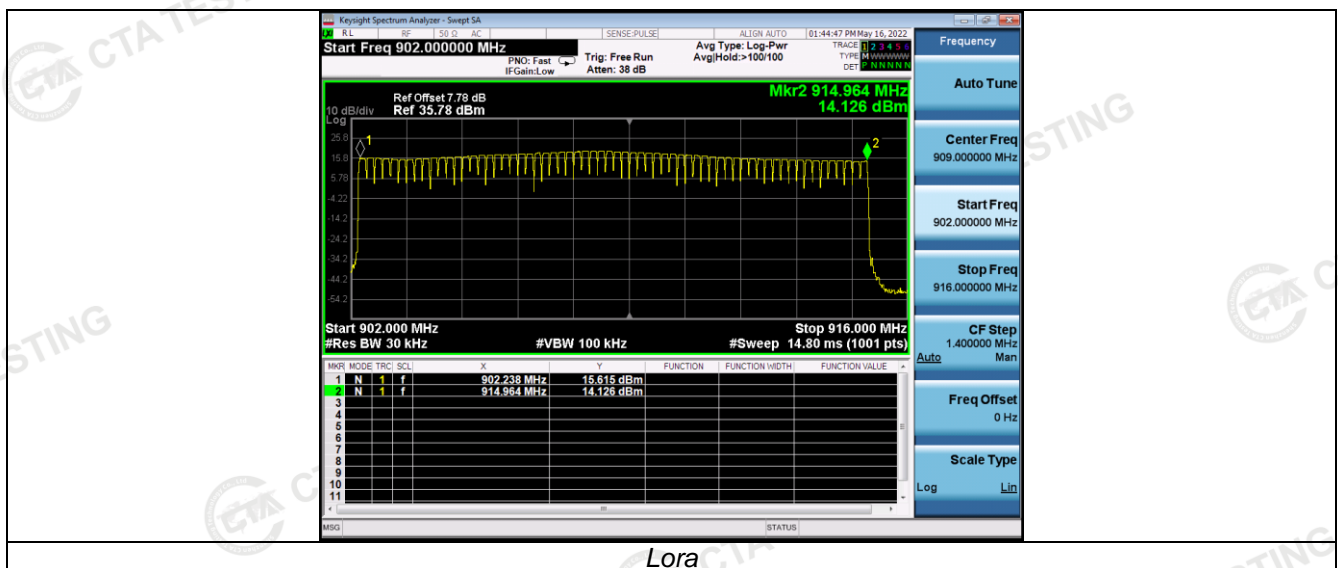 CTA TESTING
Keysight Spectrum Analyzer - Swept SA
LXI RL RF 50 Ω AC SENSE:PULSE ALIGN AUTO 01:44:47 PM May 16, 2022
Start Freq 902.000000 MHz
PNO: Fast
IFGain:Low
Trig: Free Run
Atten: 38 dB
Avg Type: Log-Pwr
Avg|Hold:>100/100
TRACE 1 2 3 4 5 6
TYPE M WWWWW
DET P N N N N N
Mkr2 914.964 MHz
14.126 dBm
Ref Offset 7.78 dB
10 dB/div Ref 35.78 dBm
Log
25.8
15.8
5.78
-4.22
-14.2
-24.2
-34.2
-44.2
-54.2
1
2
Start 902.000 MHz Stop 916.000 MHz
#Res BW 30 kHz #VBW 100 kHz #Sweep 14.80 ms (1001 pts)
MKR MODE TRC SCL X Y FUNCTION FUNCTION WIDTH FUNCTION VALUE
1 N 1 f 902.238 MHz 15.615 dBm
2 N 1 f 914.964 MHz 14.126 dBm
3
4
5
6
7
8
9
10
11
MSG STATUS
Frequency
Auto Tune
Center Freq
909.000000 MHz
Start Freq
902.000000 MHz
Stop Freq
916.000000 MHz
CF Step
1.400000 MHz
Auto Man
Freq Offset
0 Hz
Scale Type
Log Lin
Lora
STING
STING
CTA
CTA C
CTA
TING